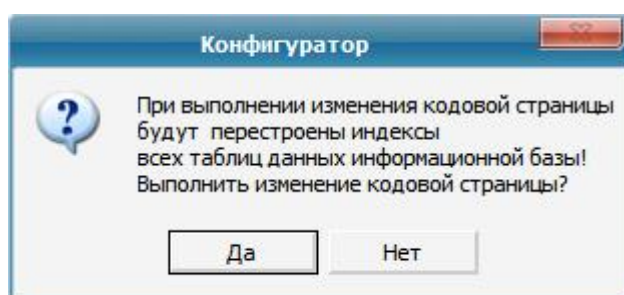 Конфигуратор
При выполнении изменения кодовой страницы
будут перестроены индексы
всех таблиц данных информационной базы!
Выполнить изменение кодовой страницы?
Да Нет